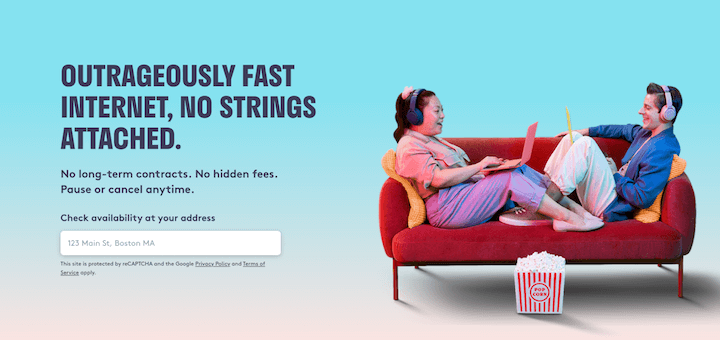 OUTRAGEOUSLY FAST
INTERNET, NO STRINGS
ATTACHED.
No long-term contracts. No hidden fees.
Pause or cancel anytime.
Check availability at your address
123 Main St, Boston MA
This site is protected by reCAPTCHA and the Google Privacy Policy and Terms of
Service apply.
POP
CORN